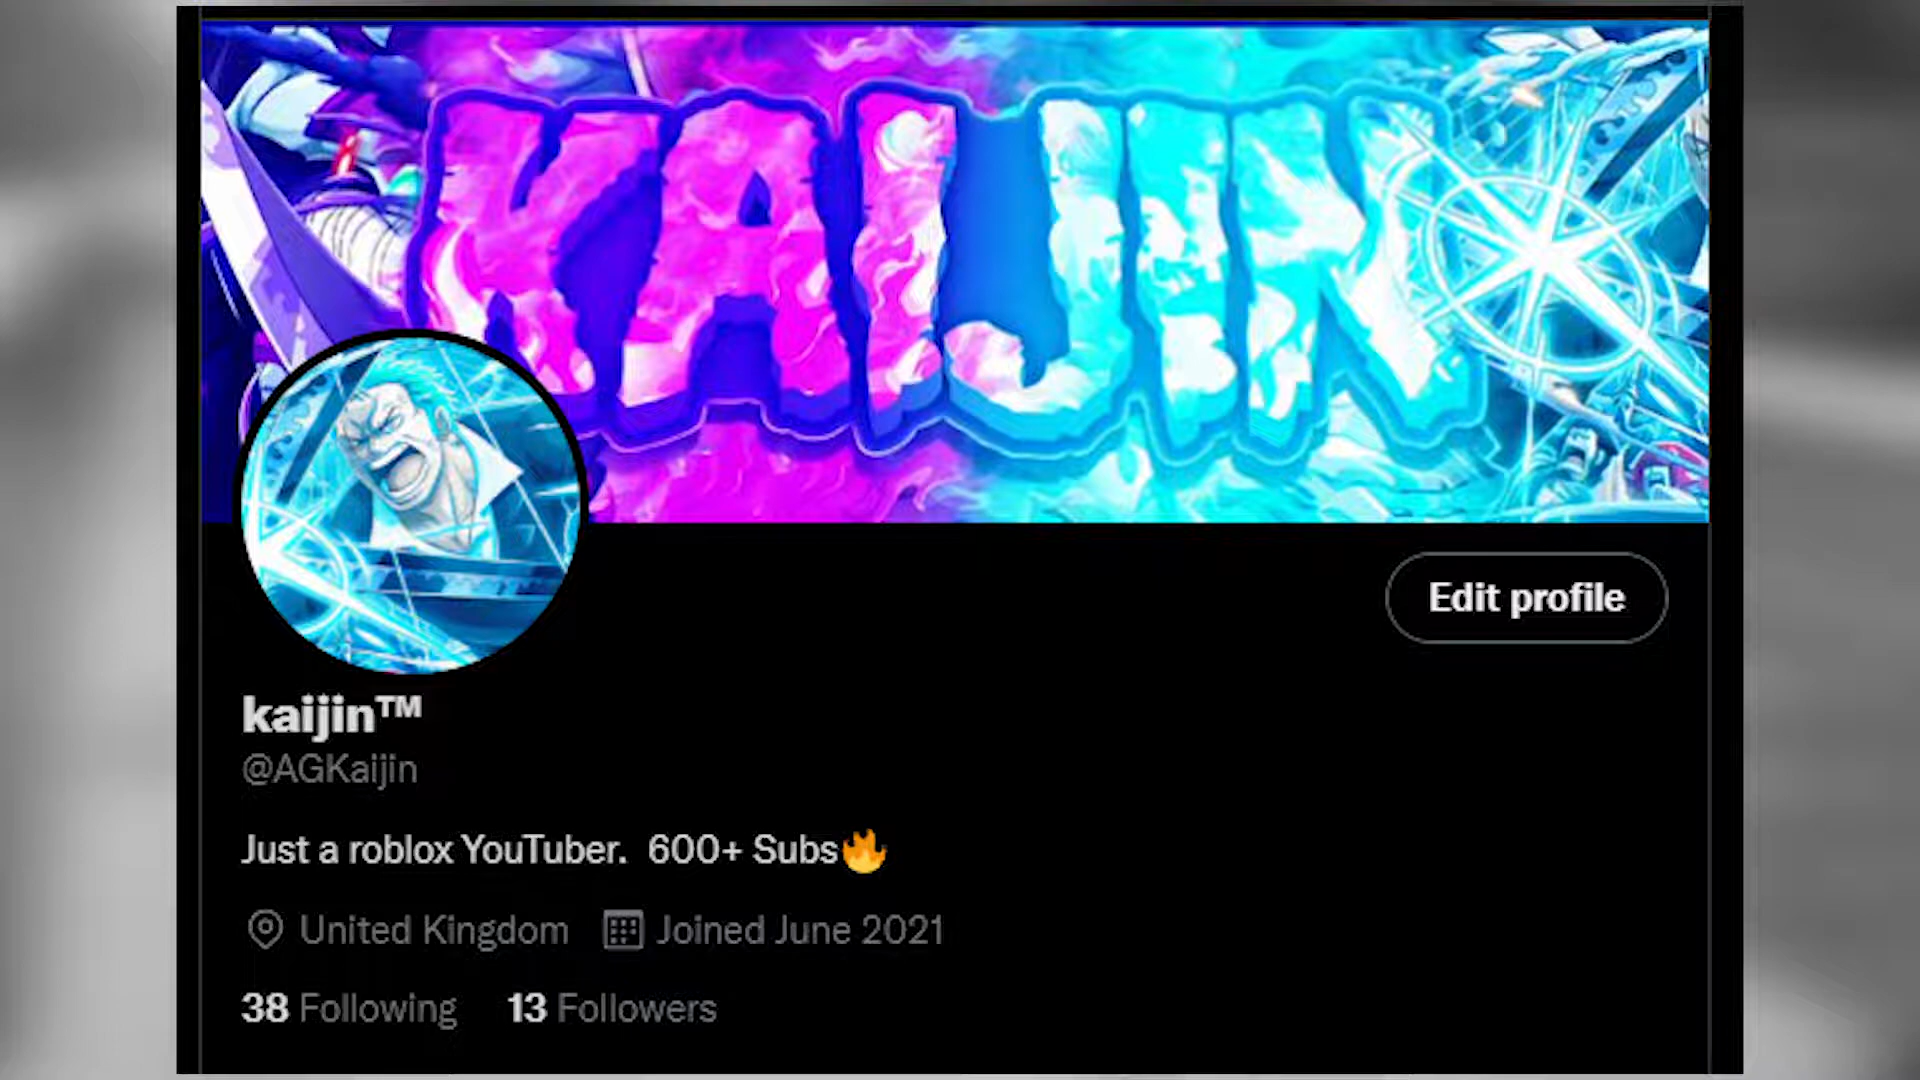 KAIJIN
Edit profile
kaijin™
@AGKaijin
Just a roblox YouTuber. 600+ Subs🔥
United Kingdom Joined June 2021
38 Following 13 Followers